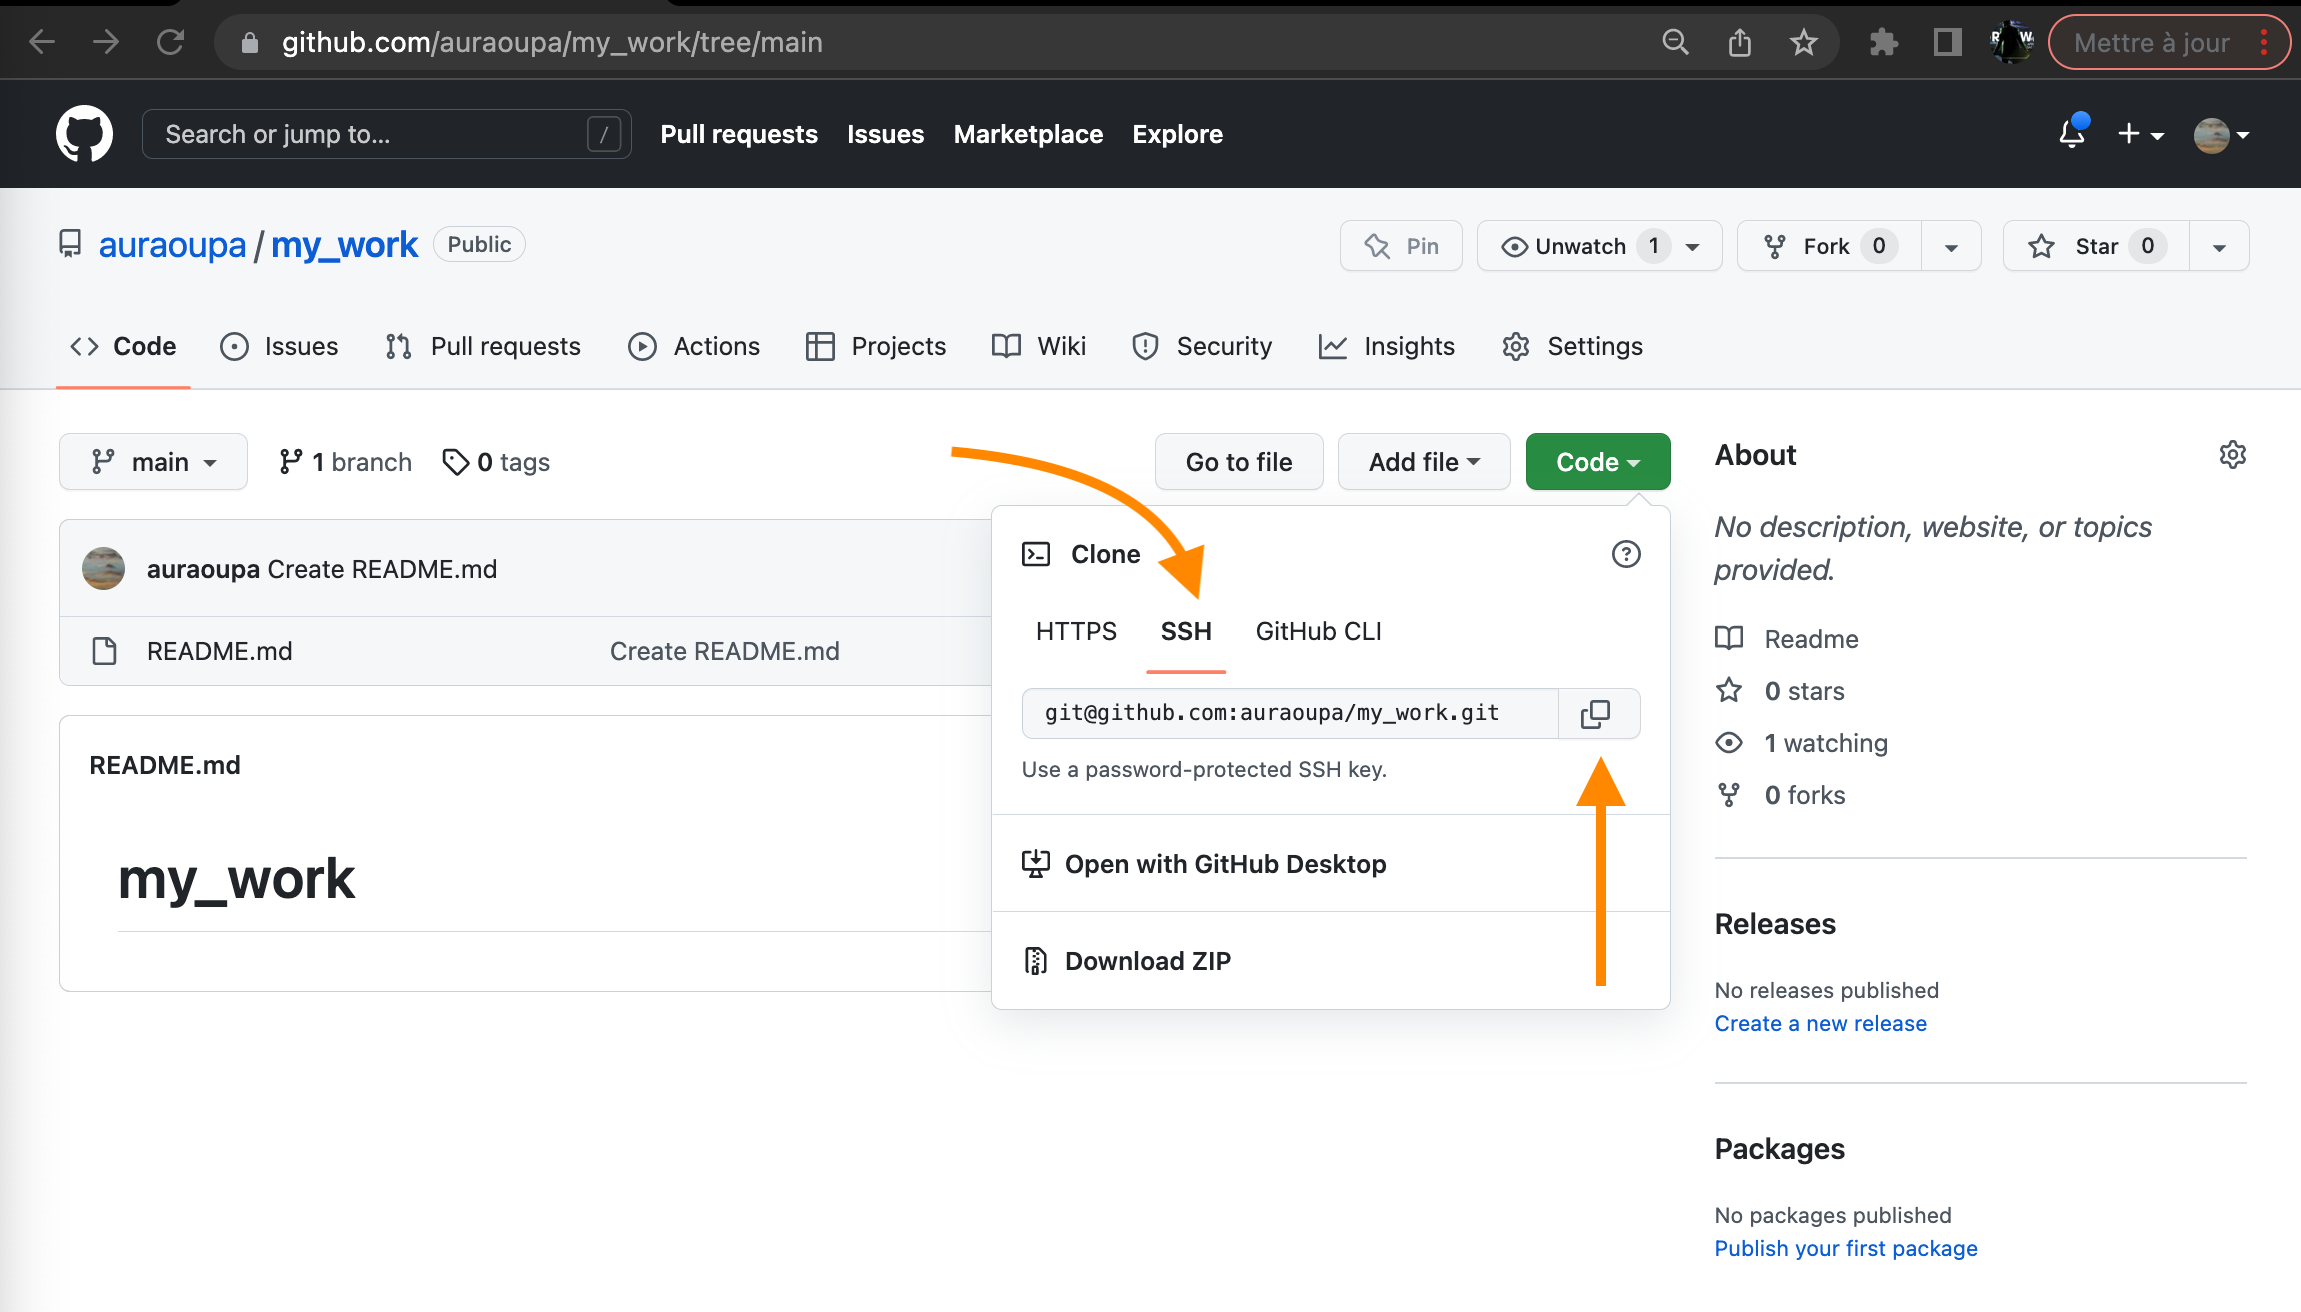 github.com/auraoupa/my_work/tree/main
Mettre à jour
Search or jump to... /
Pull requests Issues Marketplace Explore
auraoupa / my_work Public
Pin Unwatch 1 Fork 0 Star 0
Code Issues Pull requests Actions Projects Wiki Security Insights Settings
main 1 branch 0 tags Go to file Add file Code
auraoupa Create README.md
README.md Create README.md
README.md
my_work
Clone
HTTPS SSH GitHub CLI
git@github.com:auraoupa/my_work.git
Use a password-protected SSH key.
Open with GitHub Desktop
Download ZIP
About
No description, website, or topics
provided.
Readme
0 stars
1 watching
0 forks
Releases
No releases published
Create a new release
Packages
No packages published
Publish your first package